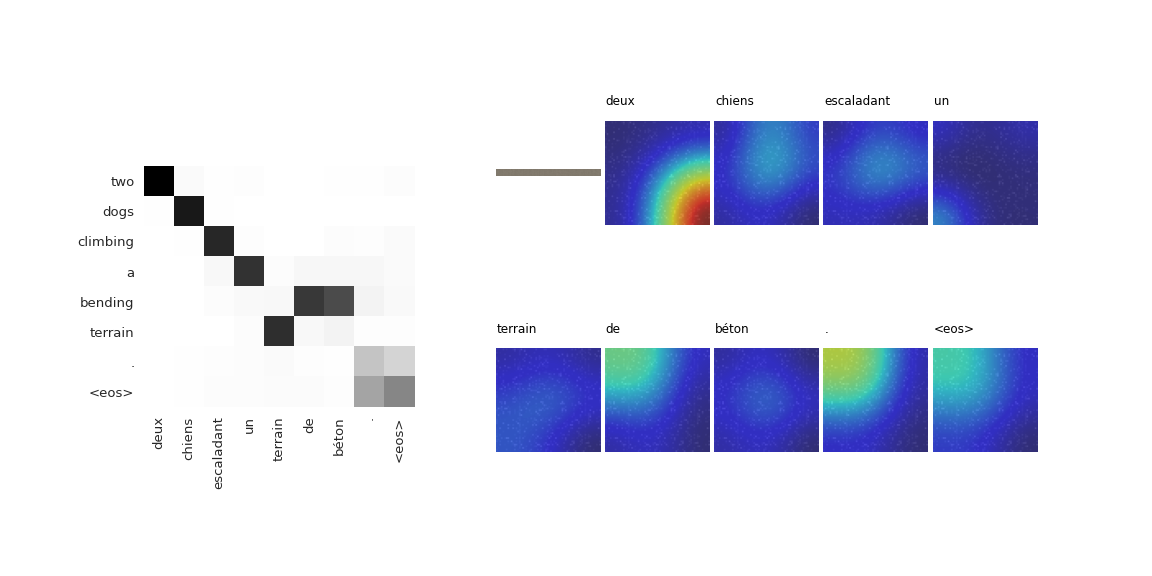 two
dogs
climbing
a
bending
terrain
.
<eos>
deux
chiens
escaladant
un
terrain
de
béton
.
<eos>
deux chiens escaladant un
terrain de béton . <eos>